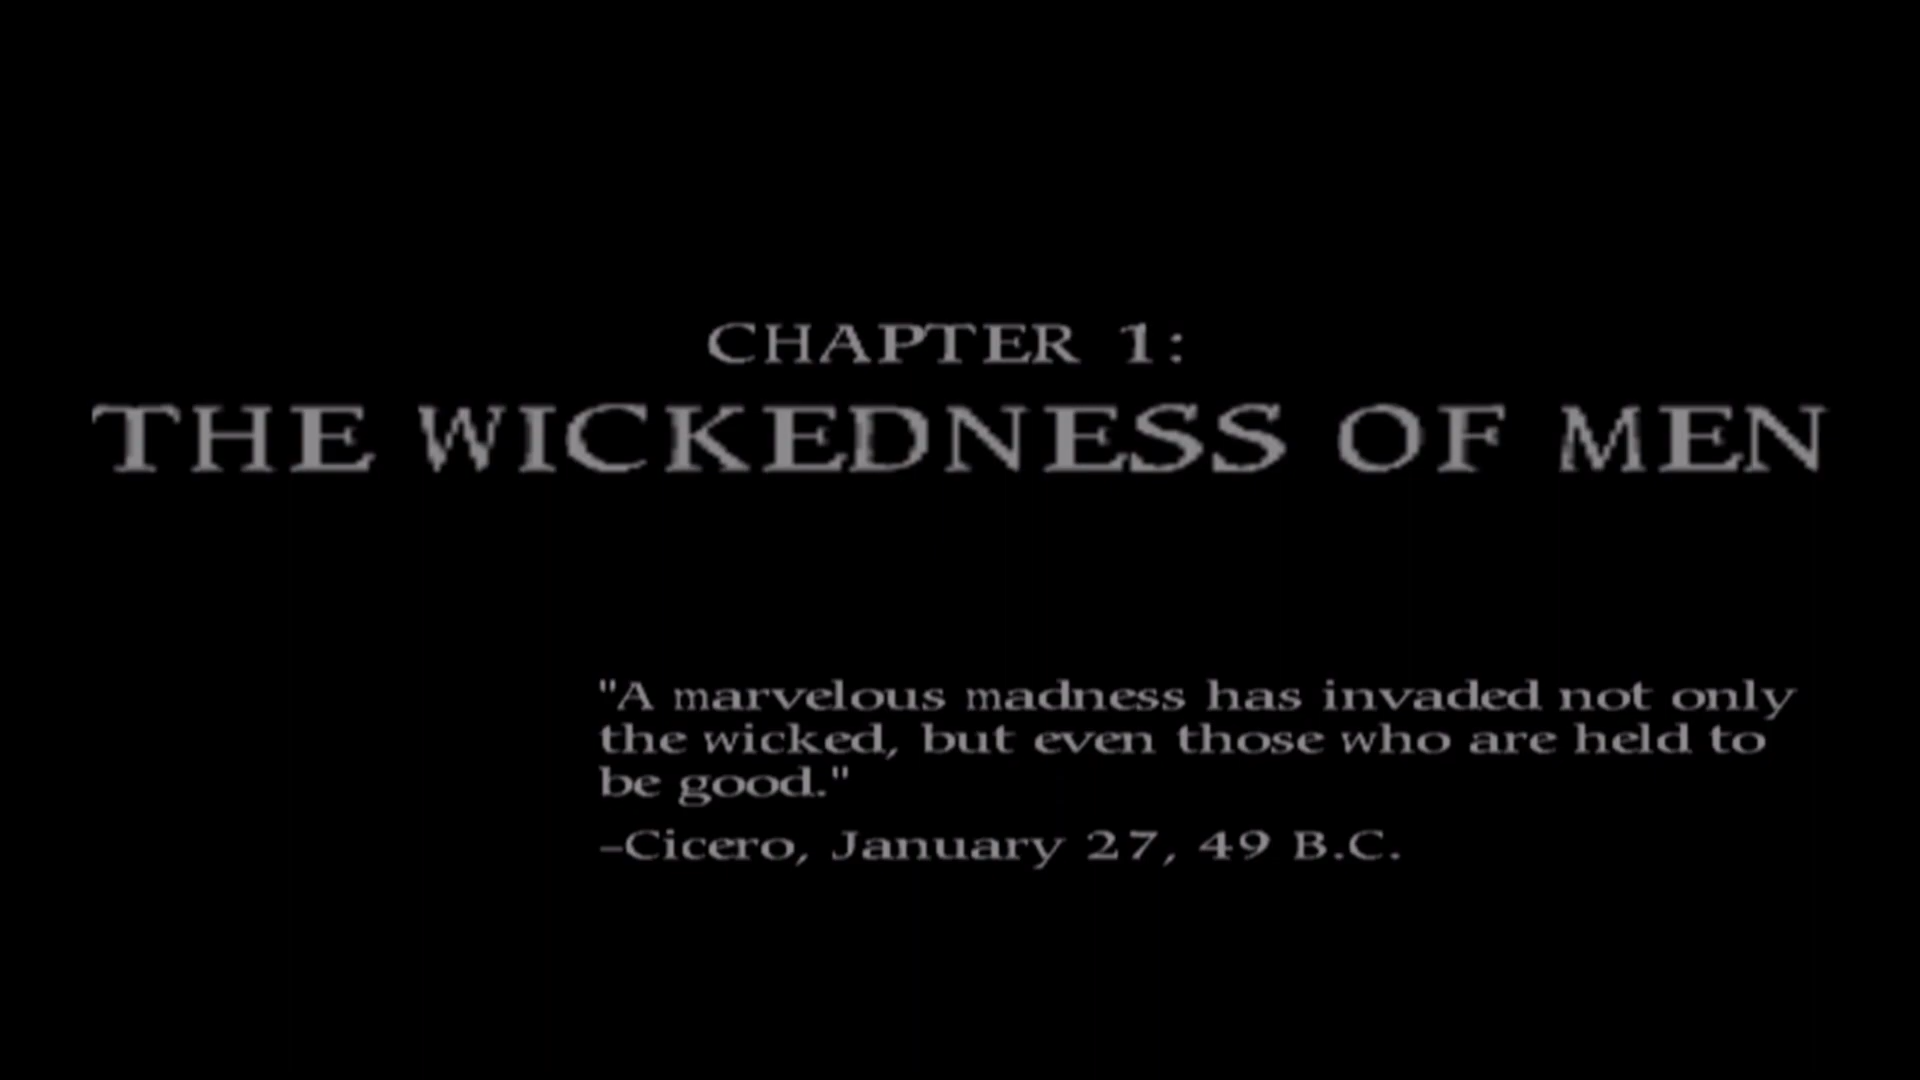 CHAPTER 1:
THE WICKEDNESS OF MEN
"A marvelous madness has invaded not only
the wicked, but even those who are held to
be good."
–Cicero, January 27, 49 B.C.